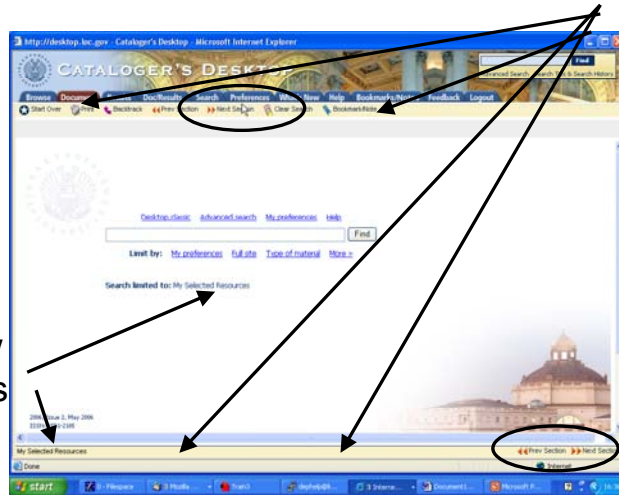 http://desktop.loc.gov - Cataloger's Desktop - Microsoft Internet Explorer
Find
CATALOGER'S DESKTOP
Advanced Search Search Tips & Search History
Browse Document Doc/Results Search Preferences What's New Help Bookmarks/Notes Feedback Logout
Start Over Print Backtrack Prev Section Next Section Clear Search Bookmark/Note
Desktop classic Advanced search My preferences Help
Find
Limit by: My preferences Full site Type of material More »
Search limited to: My Selected Resources
s
2006, Issue 2, May 2006
My Selected Resources
Prev Section Next Section
Done
Internet
start